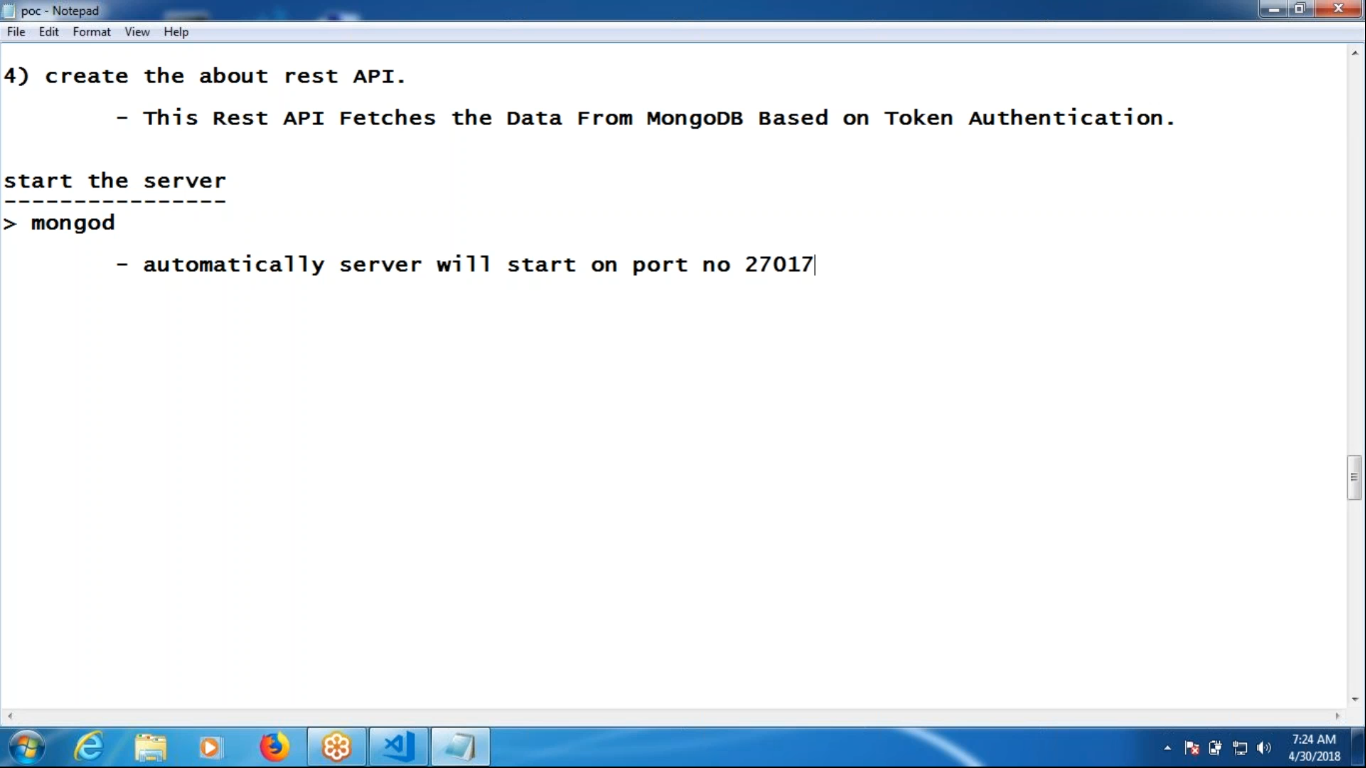 poc - Notepad
File Edit Format View Help
4) create the about rest API.
- This Rest API Fetches the Data From MongoDB Based on Token Authentication.
start the server
----------------
> mongod
- automatically server will start on port no 27017
7:24 AM
4/30/2018